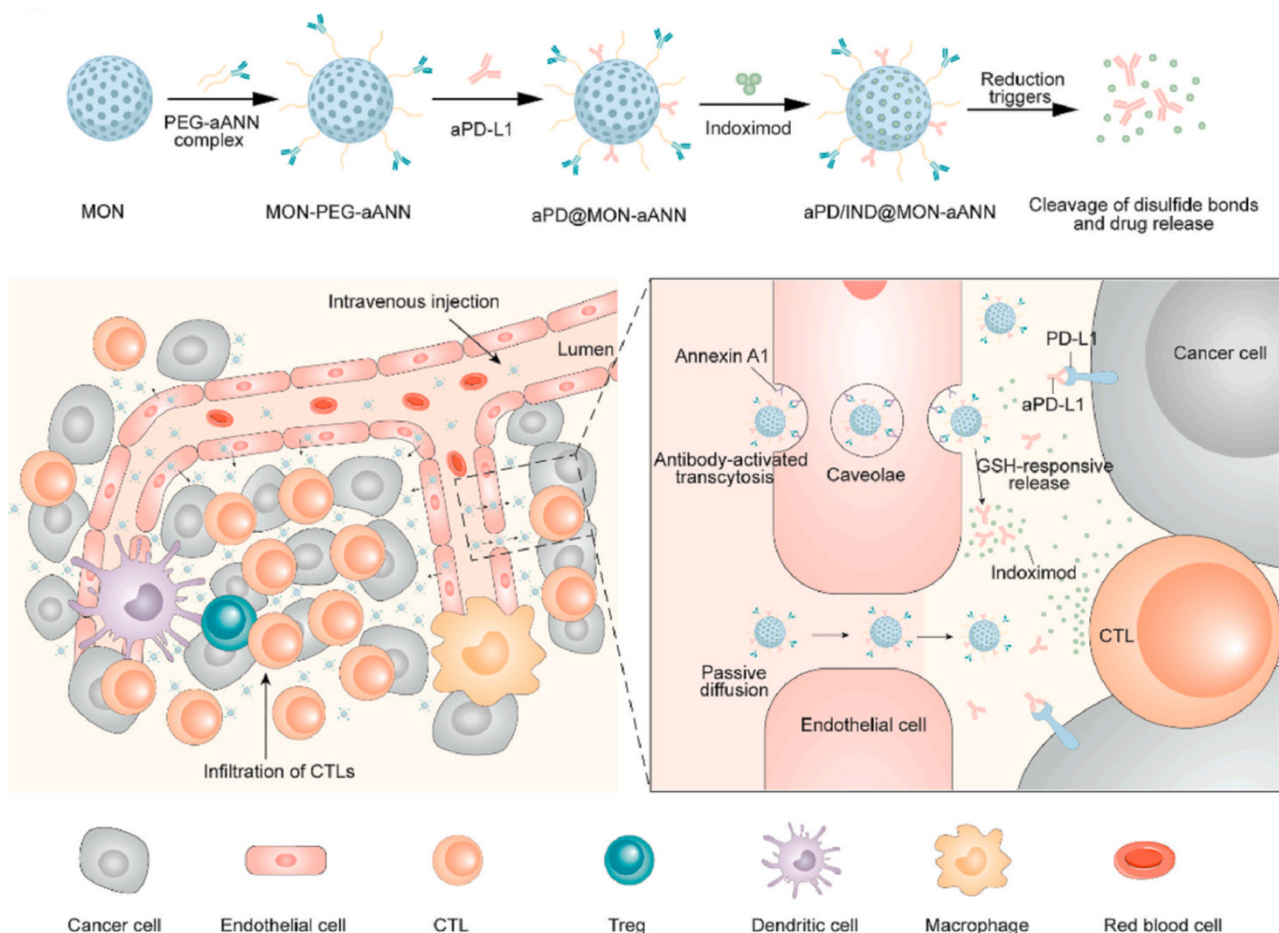 PEG-aANN
complex
aPD-L1
Indoximod
Reduction
triggers
MON
MON-PEG-aANN
aPD@MON-aANN
aPD/IND@MON-aANN
Cleavage of disulfide bonds
and drug release
Intravenous injection
Lumen
Infiltration of CTLs
Annexin A1
Antibody-activated
transcytosis
Caveolae
PD-L1
aPD-L1
Cancer cell
GSH-responsive
release
Indoximod
CTL
Passive
diffusion
Endothelial cell
Cancer cell
Endothelial cell
CTL
Treg
Dendritic cell
Macrophage
Red blood cell